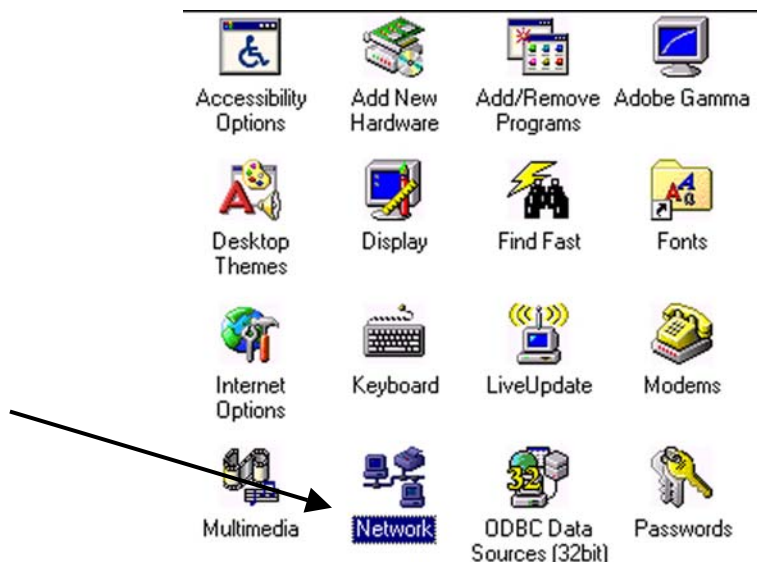 Accessibility Options
Add New Hardware
Add/Remove Programs
Adobe Gamma
Desktop Themes
Display
Find Fast
Fonts
Internet Options
Keyboard
LiveUpdate
Modems
Multimedia
Network
32
ODBC Data Sources (32bit)
Passwords